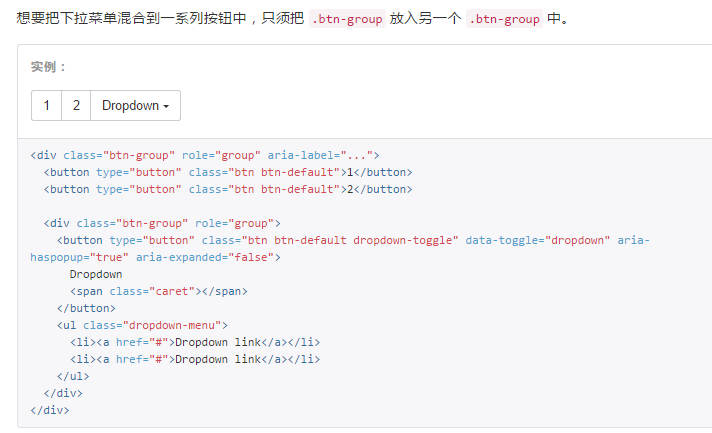 想要把下拉菜单混合到一系列按钮中，只须把 .btn-group 放入另一个 .btn-group 中。
实例：
1 2 Dropdown
<div class="btn-group" role="group" aria-label="...">
  <button type="button" class="btn btn-default">1</button>
  <button type="button" class="btn btn-default">2</button>

  <div class="btn-group" role="group">
    <button type="button" class="btn btn-default dropdown-toggle" data-toggle="dropdown" aria-
haspopup="true" aria-expanded="false">
      Dropdown
      <span class="caret"></span>
    </button>
    <ul class="dropdown-menu">
      <li><a href="#">Dropdown link</a></li>
      <li><a href="#">Dropdown link</a></li>
    </ul>
  </div>
</div>